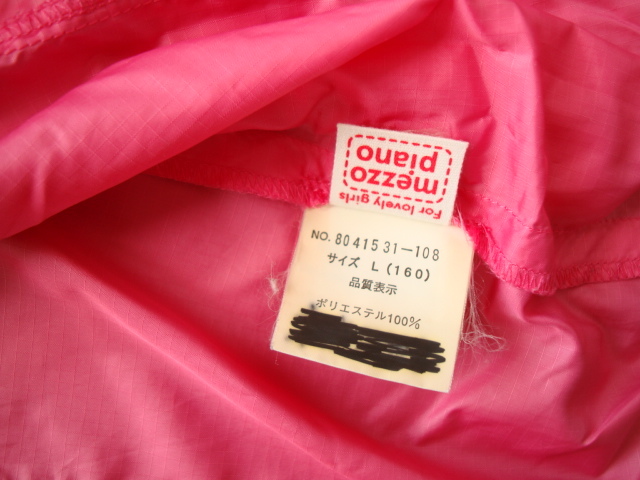 mezzo
piano
For lovely girls
NO. 8041531-108
サイズ L(160)
品質表示
ポリエステル100%